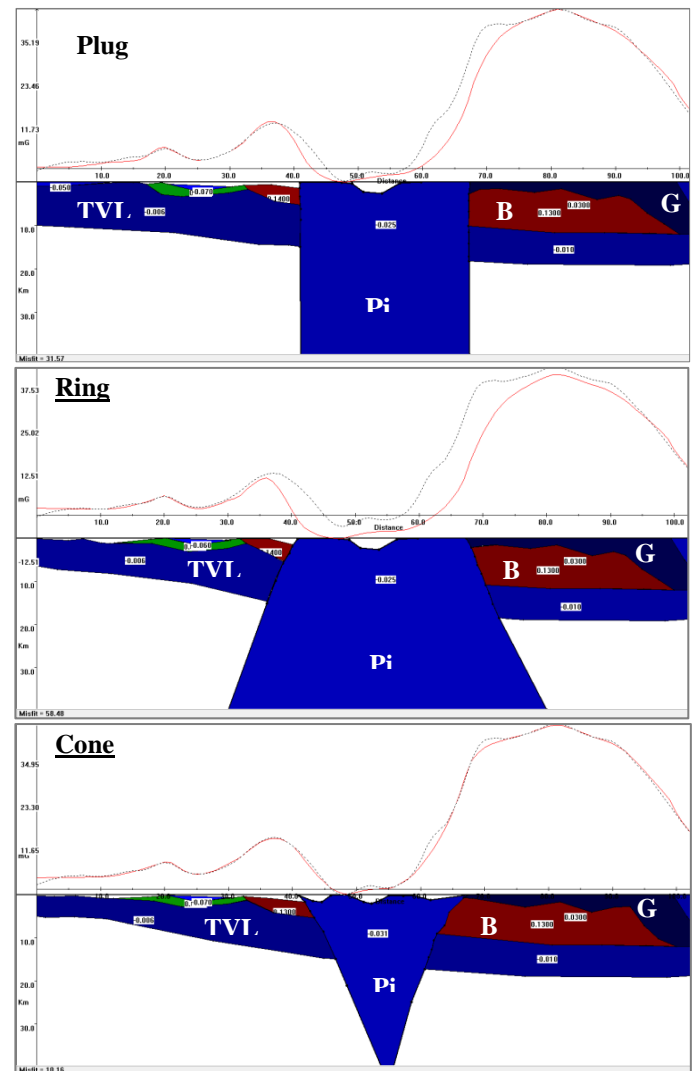 Plug
35.19
23.46
11.73
mG
10.0 20.0 30.0 40.0 50.0 60.0 70.0 80.0 90.0 100.0
Distance
-0.050 -0.070 0.1400 B G
TVL -0.006 -0.025 0.1300 0.0300
10.0 -0.010
20.0
Km
30.0 Pi
Misfit = 31.57
Ring
37.53
25.02
12.51
mG
10.0 20.0 30.0 40.0 50.0 60.0 70.0 80.0 90.0 100.0
Distance
-0.060 G
-12.51 -0.006 TVL -0.025 B 0.1300 0.0300
10.0 -0.010
20.0
Km
30.0 Pi
Misfit = 58.48
Cone
34.95
23.30
11.65
mG
-0.070 0.1300 G
-0.006 TVL -0.031 B 0.1300 0.0300
10.0 -0.010
20.0
Km Pi
30.0